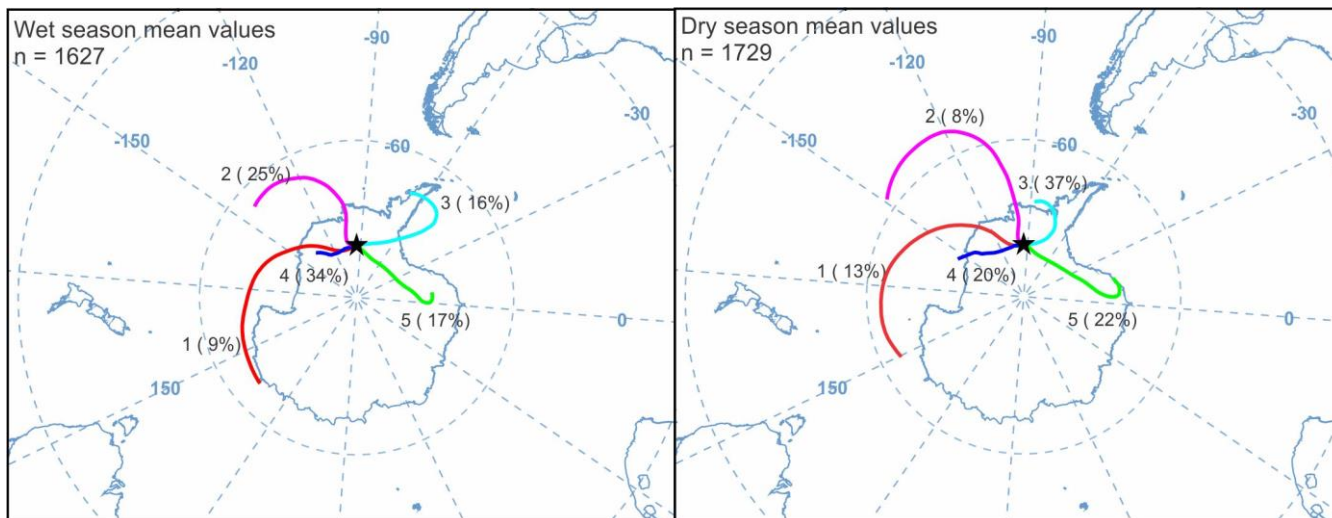 Wet season mean values
n = 1627
-90
-120
-30
-150
-60
2 ( 25%)
3 ( 16%)
4 ( 34%)
5 ( 17%)
0
1 ( 9%)
150
Dry season mean values
n = 1729
-90
-120
-30
2 ( 8%)
-150
-60
3 ( 37%)
1 ( 13%)
4 ( 20%)
5 ( 22%)
0
150